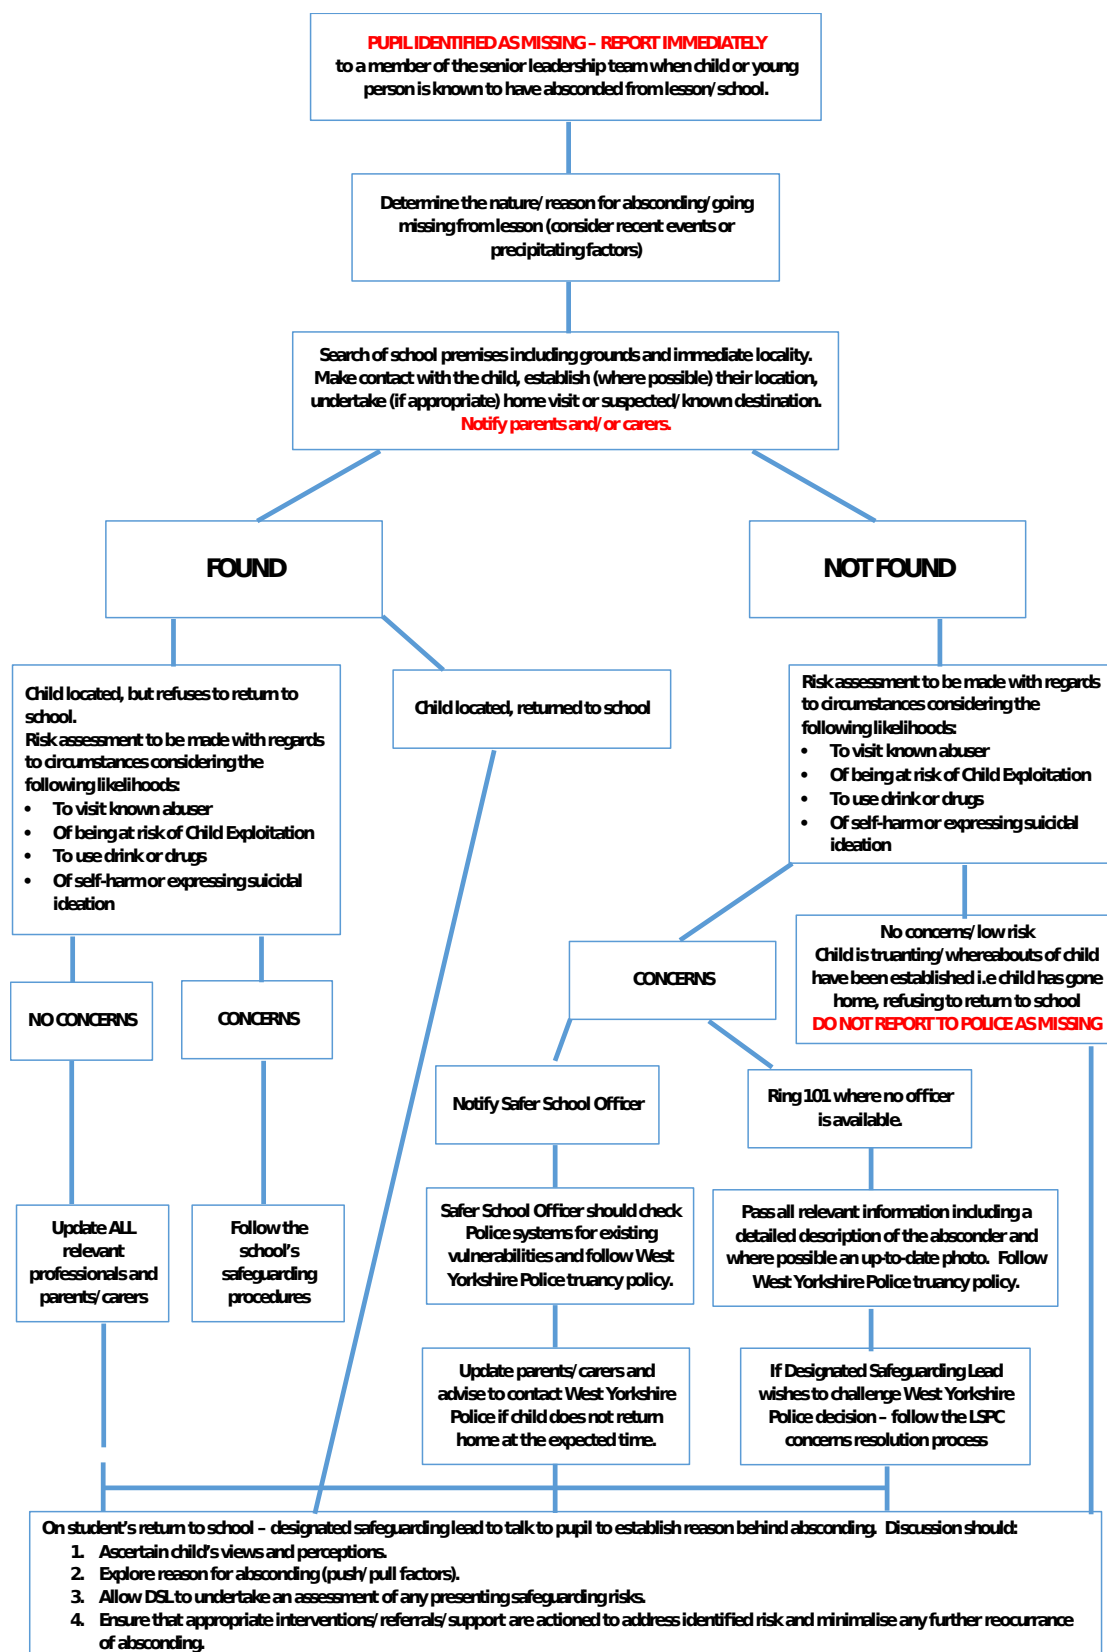 PUPIL IDENTIFIED AS MISSING – REPORT IMMEDIATELY
to a member of the senior leadership team when child or young
person is known to have absconded from lesson/school.
Determine the nature/reason for absconding/going
missing from lesson (consider recent events or
precipitating factors)
Search of school premises including grounds and immediate locality.
Make contact with the child, establish (where possible) their location,
undertake (if appropriate) home visit or suspected/known destination.
Notify parents and/or carers.
FOUND
NOT FOUND
Child located, but refuses to return to
school.
Risk assessment to be made with regards
to circumstances considering the
following likelihoods:
• To visit known abuser
• Of being at risk of Child Exploitation
• To use drink or drugs
• Of self-harm or expressing suicidal
ideation
Child located, returned to school
Risk assessment to be made with regards
to circumstances considering the
following likelihoods:
• To visit known abuser
• Of being at risk of Child Exploitation
• To use drink or drugs
• Of self-harm or expressing suicidal
ideation
NO CONCERNS
CONCERNS
CONCERNS
No concerns/low risk
Child is truanting/whereabouts of child
have been established i.e child has gone
home, refusing to return to school
DO NOT REPORT TO POLICE AS MISSING
Notify Safer School Officer
Ring 101 where no officer
is available.
Update ALL
relevant
professionals and
parents/carers
Follow the
school's
safeguarding
procedures
Safer School Officer should check
Police systems for existing
vulnerabilities and follow West
Yorkshire Police truancy policy.
Pass all relevant information including a
detailed description of the absconder and
where possible an up-to-date photo. Follow
West Yorkshire Police truancy policy.
Update parents/carers and
advise to contact West Yorkshire
Police if child does not return
home at the expected time.
If Designated Safeguarding Lead
wishes to challenge West Yorkshire
Police decision – follow the LSPC
concerns resolution process
On student's return to school – designated safeguarding lead to talk to pupil to establish reason behind absconding. Discussion should:
1. Ascertain child's views and perceptions.
2. Explore reason for absconding (push/pull factors).
3. Allow DSL to undertake an assessment of any presenting safeguarding risks.
4. Ensure that appropriate interventions/referrals/support are actioned to address identified risk and minimalise any further reocurrance
of absconding.